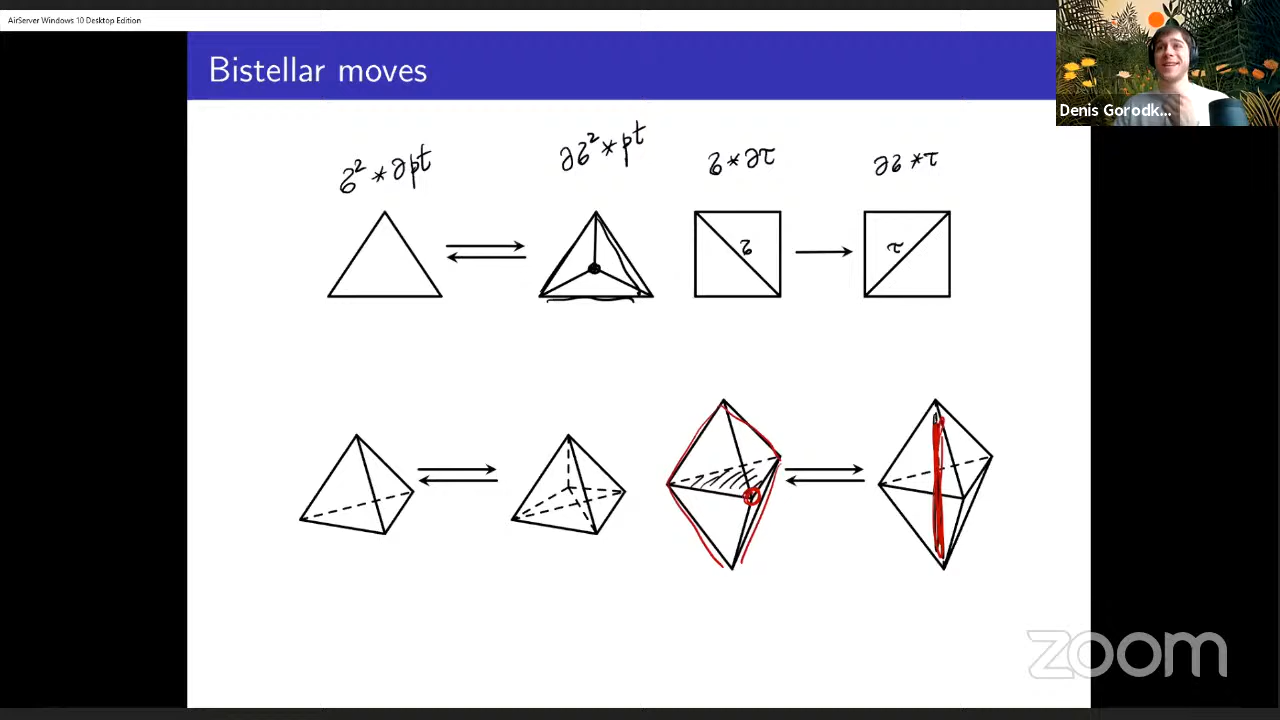 AirServer Windows 10 Desktop Edition
Denis Gorodk...
Bistellar moves
σ² * ∂pt
∂σ² * pt
σ * ∂τ
∂σ * τ
σ
τ
zoom